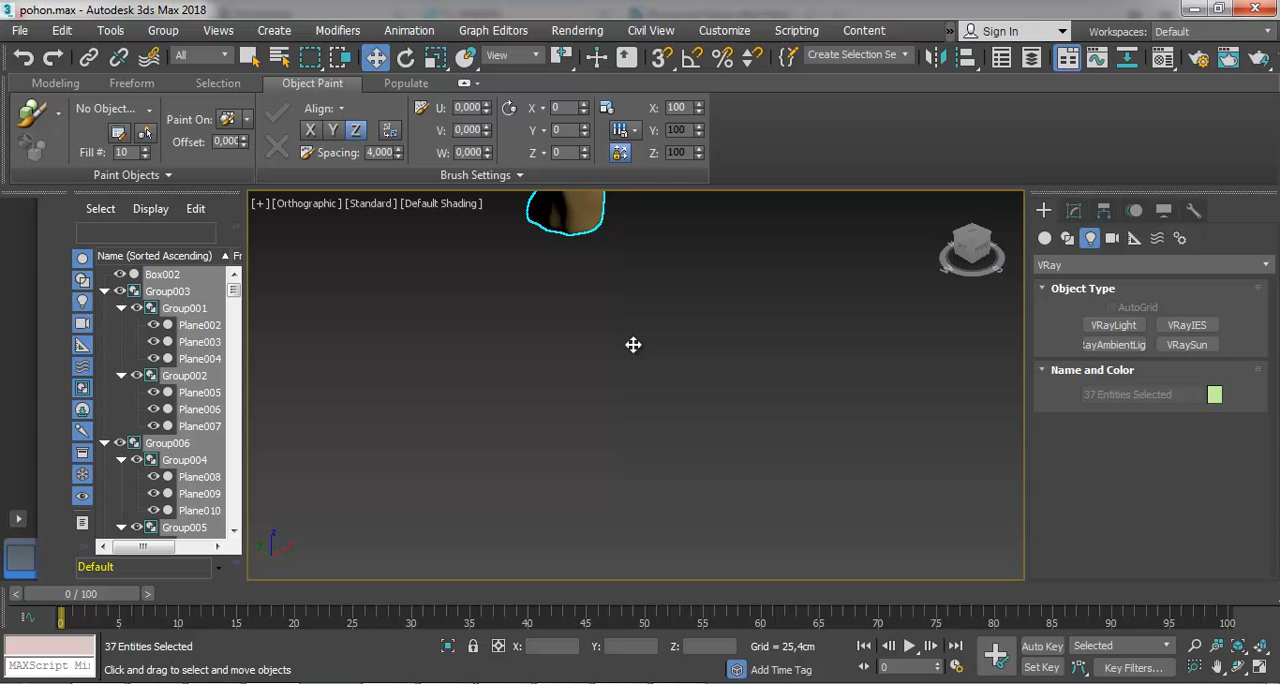 pohon.max - Autodesk 3ds Max 2018
File Edit Tools Group Views Create Modifiers Animation Graph Editors Rendering Civil View Customize Scripting Content » Sign In Workspaces: Default
All View Create Selection Se
Modeling Freeform Selection Object Paint Populate
No Object... Paint On: Align: U: 0,000 X 0 X: 100
Offset: 0,000 X Y Z V: 0,000 Y 0 Y: 100
Fill #: 10 Spacing: 4,000 W: 0,000 Z 0 Z: 100
Paint Objects Brush Settings
Select Display Edit
[+] [Orthographic] [Standard] [Default Shading]
Name (Sorted Ascending) Fr
Box002
Group003
Group001
Plane002
Plane003
Plane004
Group002
Plane005
Plane006
Plane007
Group006
Group004
Plane008
Plane009
Plane010
Group005
Default
VRay
Object Type
AutoGrid
VRayLight VRayIES
RayAmbientLig VRaySun
Name and Color
37 Entities Selected
< 0 / 100 >
0 5 10 15 20 25 30 35 40 45 50 55 60 65 70 75 80 85 90 95 100
37 Entities Selected X: Y: Z: Grid = 25,4cm Auto Key Selected
MAXScript Mi Click and drag to select and move objects Add Time Tag 0 Set Key Key Filters...